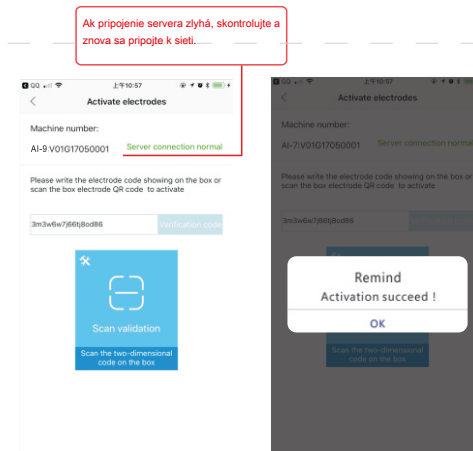 Ak pripojenie servera zlyhá, skontrolujte a
znova sa pripojte k sieti.
QQ
上午10:57
Activate electrodes
Machine number:
AI-9:V01G17050001
Server connection normal
Please write the electrode code showing on the box or
scan the box electrode QR code to activate
3m3w6w7j66tj8od86
verification code
Scan validation
Scan the two-dimensional
code on the box
QQ
上午10:57
Activate electrodes
Machine number:
AI-7:V01G17050001
Server connection normal
Please write the electrode code showing on the box or
scan the box electrode QR code to activate
3m3w6w7j66tj8od86
Remind
Activation succeed !
OK
Scan the two-dimensional
code on the box